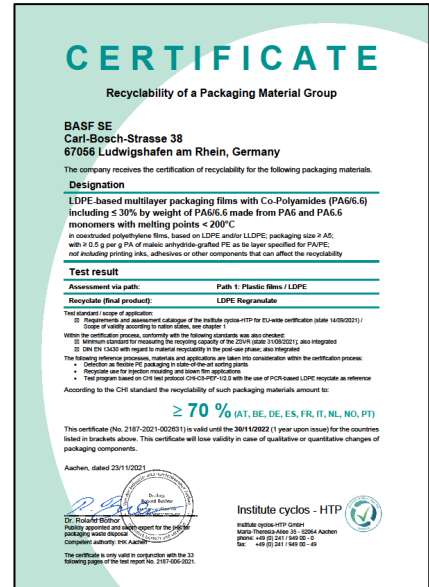 CERTIFICATE
Recyclability of a Packaging Material Group
BASF SE
Carl-Bosch-Strasse 38
67056 Ludwigshafen am Rhein, Germany
The company receives the certification of recyclability for the following packaging materials.
Designation
LDPE-based multilayer packaging films with Co-Polyamides (PA6/6.6)
including ≤ 30% by weight of PA6/6.6 made from PA6 and PA6.6
monomers with melting points < 200°C
in coextruded polyethylene films, based on LDPE and/or LLDPE; packaging size ≥ A5;
with ≥ 0.5 g per g PA of maleic anhydride-grafted PE as tie layer specified for PA/PE;
not including printing inks, adhesives or other components that can affect the recyclability
Test result
Assessment via path: Path 1: Plastic films / LDPE
Recyclate (final product): LDPE Regranulate
Test standard / scope of application:
☒ Requirements and assessment catalogue of the institute cyclos-HTP for EU-wide certification (state 14/09/2021) /
Scope of validity according to nation states, see chapter 1
Within the certification process, conformity with the following standards was also checked:
☒ Minimum standard for measuring the recycling capacity of the ZSVR (state 31/08/2021); also integrated
☒ DIN EN 13430 with regard to material recyclability in the post-use phase; also integrated
The following reference processes, materials and applications are taken into consideration within the certification process:
• Detection as flexible PE packaging in state-of-the-art sorting plants
• Recyclate use for injection moulding and blown film applications
• Test program based on CHI test protocol CHI-CS-PEF-1/2.0 with the use of PCR-based LDPE recyclate as reference
According to the CHI standard the recyclability of such packaging materials amount to:
≥ 70 % (AT, BE, DE, ES, FR, IT, NL, NO, PT)
This certificate (No. 2187-2021-002631) is valid until the 30/11/2022 (1 year upon issue) for the countries
listed in brackets above. This certificate will lose validity in case of qualitative or quantitative changes of
packaging components.
Aachen, dated 23/11/2021
Dr.-Ing.
Roland Bothor
Dr. Roland Bothor
Publicly appointed and sworn expert for the IHK for
packaging waste disposal
Competent authority: IHK Aachen
The certificate is only valid in conjunction with the 33
following pages of the test report No. 2187-006-2021.
Institute cyclos - HTP
Institute cyclos-HTP GmbH
Maria-Theresia-Allee 35 - 52064 Aachen
phone: +49 (0) 241 / 949 00 - 0
fax: +49 (0) 241 / 949 00 - 49